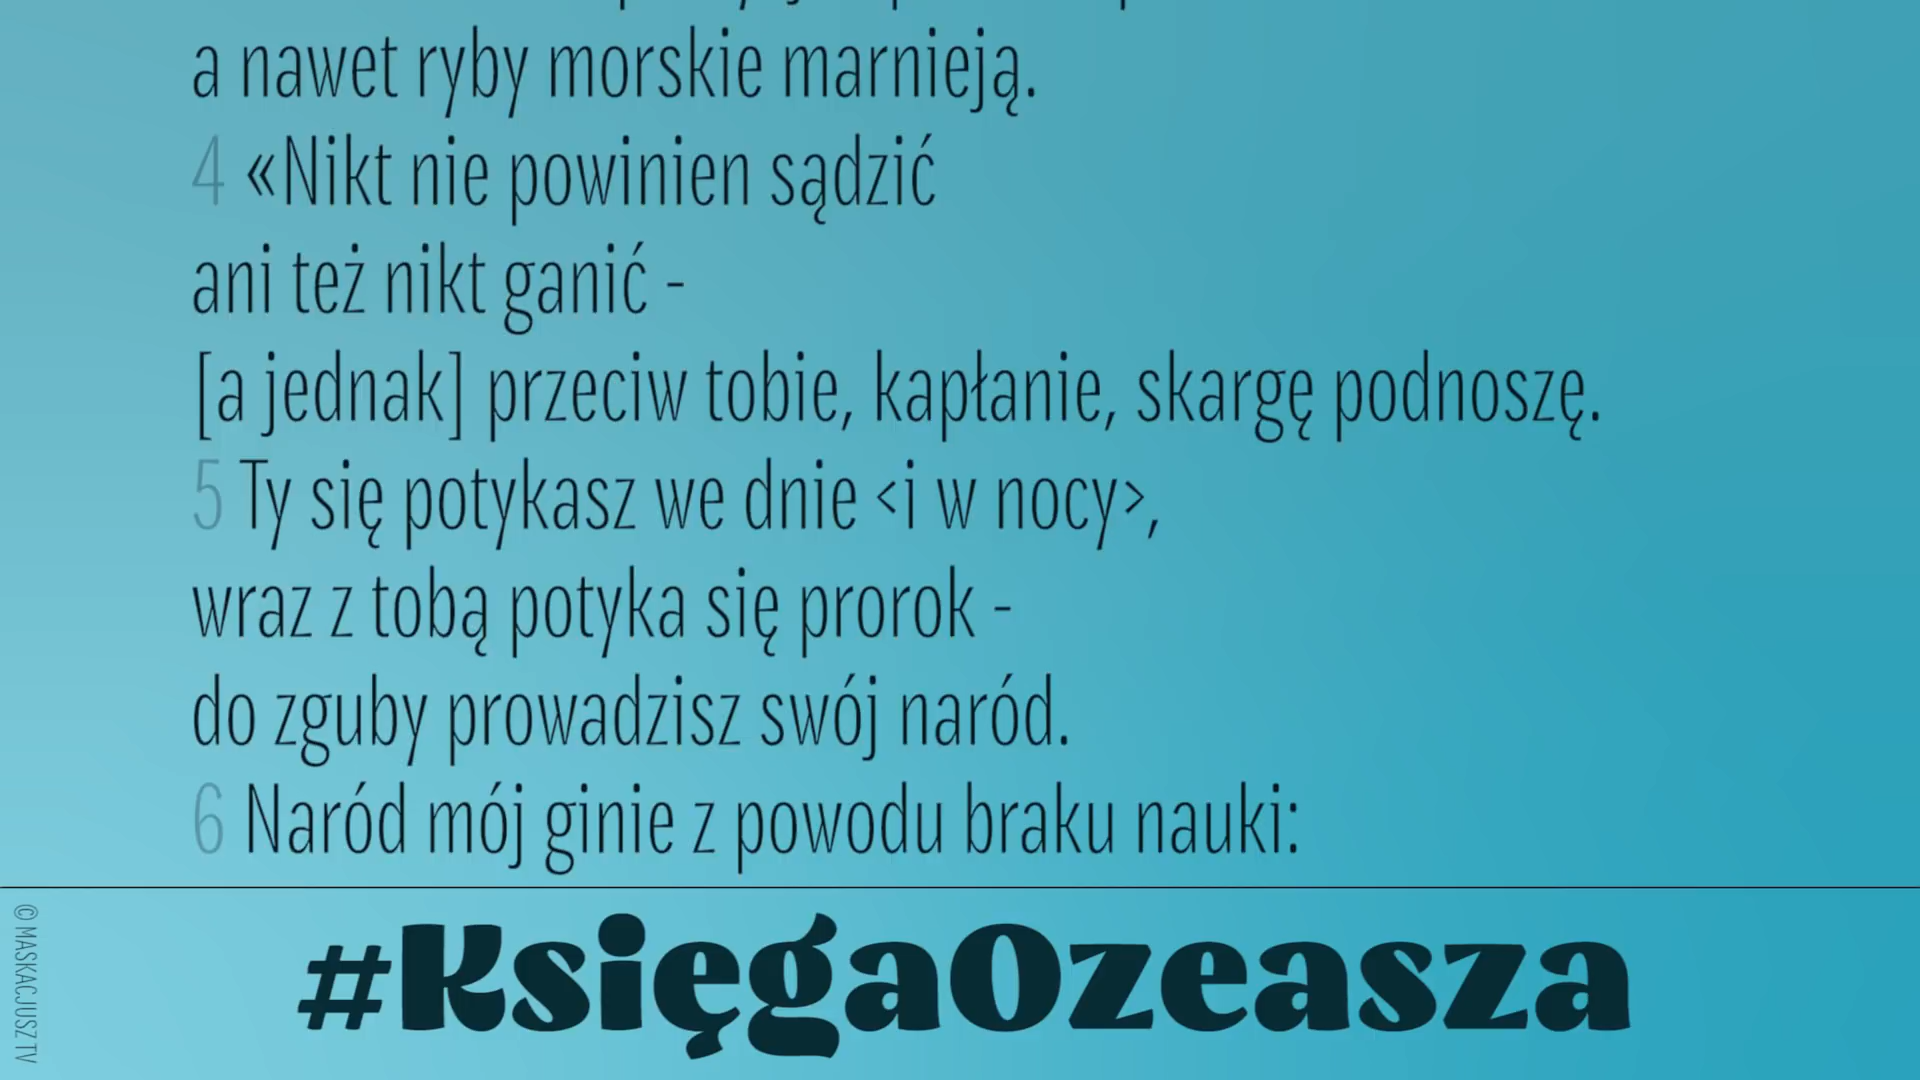 a nawet ryby morskie marnieją.
4 «Nikt nie powinien sądzić
ani też nikt ganić -
[a jednak] przeciw tobie, kapłanie, skargę podnoszę.
5 Ty się potykasz we dnie <i w nocy>,
wraz z tobą potyka się prorok -
do zguby prowadzisz swój naród.
6 Naród mój ginie z powodu braku nauki:
#KsięgaOzeasza
© MASKACJUSZ TV